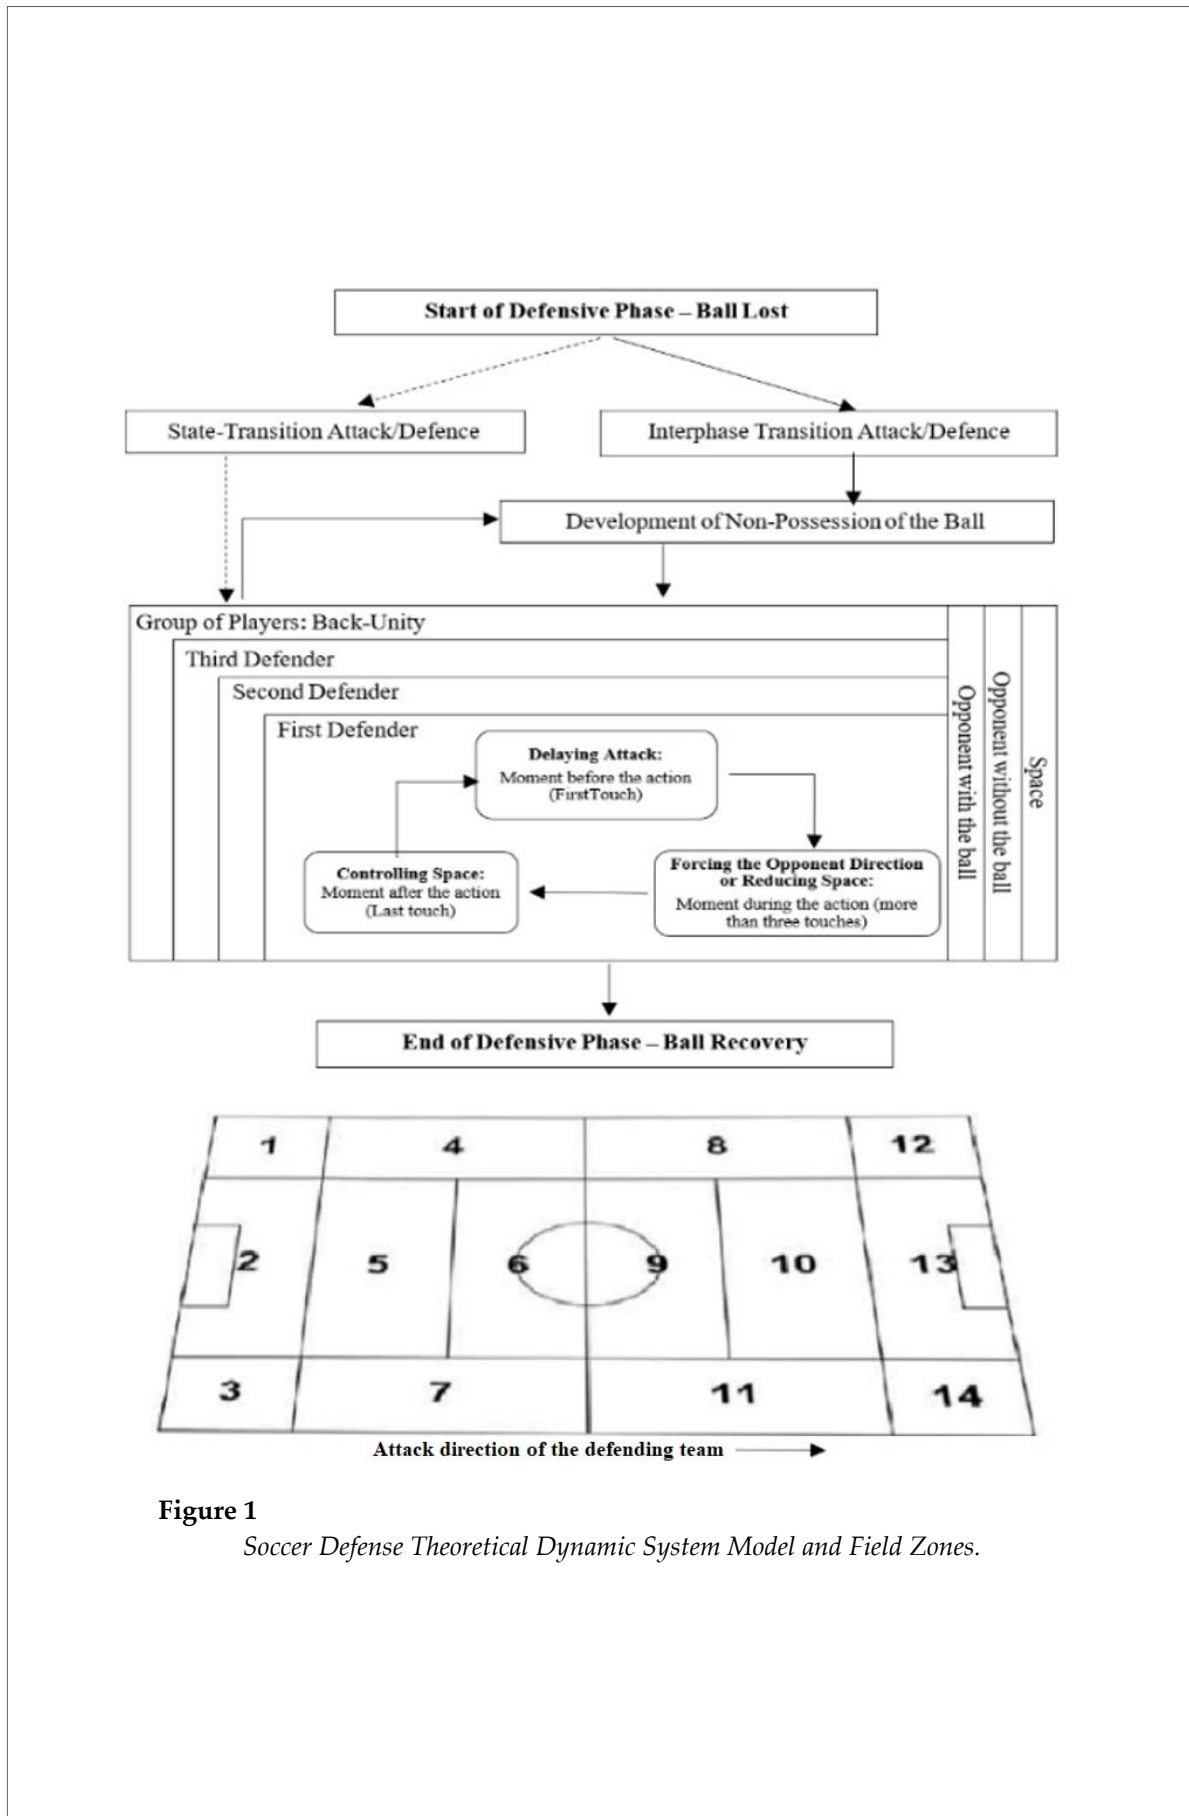 Start of Defensive Phase – Ball Lost
State-Transition Attack/Defence
Interphase Transition Attack/Defence
Development of Non-Possession of the Ball
Group of Players: Back-Unity
Third Defender
Second Defender
First Defender
Delaying Attack:
Moment before the action
(FirstTouch)
Controlling Space:
Moment after the action
(Last touch)
Forcing the Opponent Direction
or Reducing Space:
Moment during the action (more
than three touches)
Opponent with the ball
Opponent without the ball
Space
End of Defensive Phase – Ball Recovery
1 4 8 12
2 5 6 9 10 13
3 7 11 14
Attack direction of the defending team
Figure 1
Soccer Defense Theoretical Dynamic System Model and Field Zones.